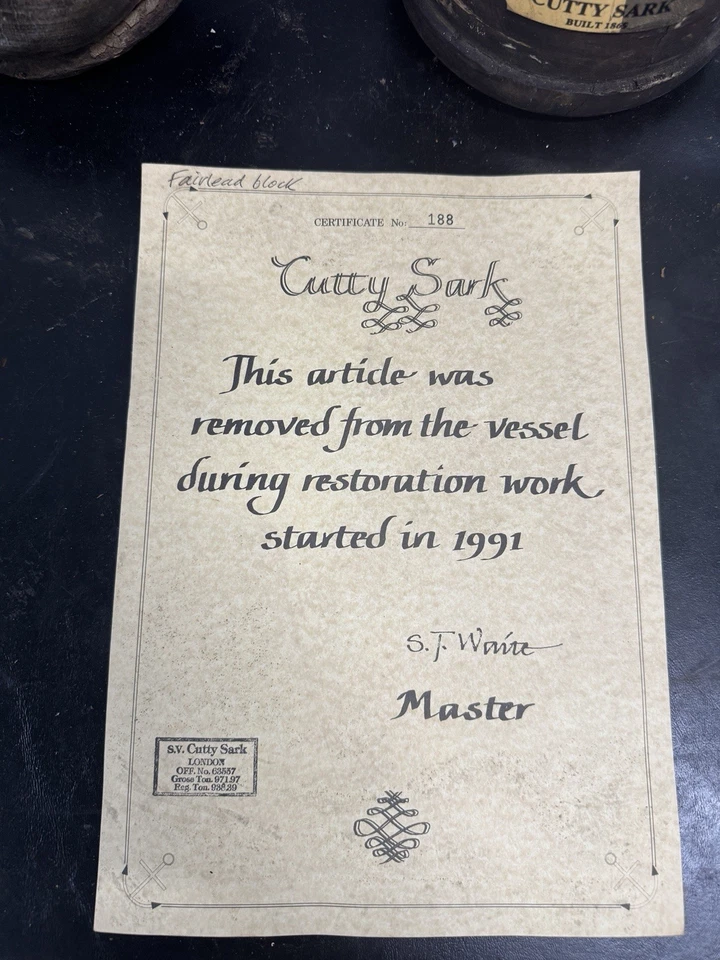 CUTTY SARK
BUILT 1869
Fairlead block
CERTIFICATE No: 188
Cutty Sark
This article was
removed from the vessel
during restoration work
started in 1991
S.T. Waite
Master
S.V. Cutty Sark
LONDON
OFF. No. 63557
Gross Ton. 971.97
Reg. Ton. 938.39